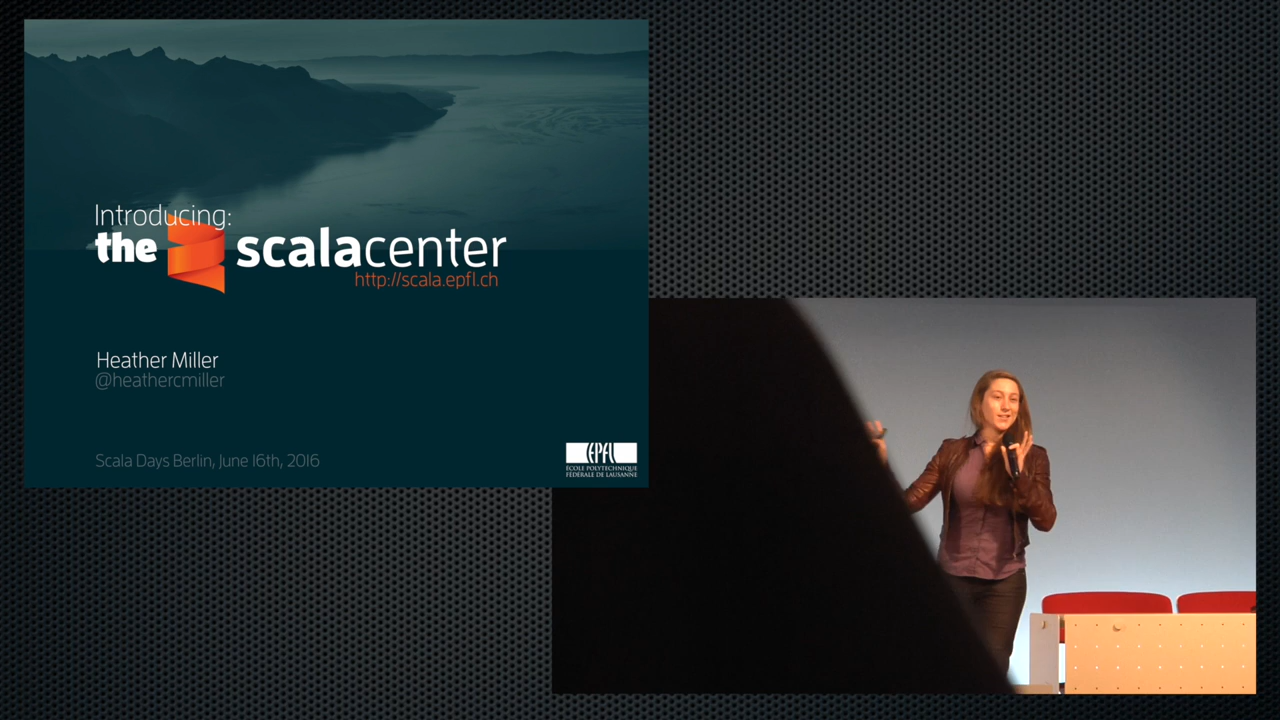 Introducing:
the scalacenter
http://scala.epfl.ch
Heather Miller
@heathercmiller
Scala Days Berlin, June 16th, 2016
EPFL
ÉCOLE POLYTECHNIQUE
FÉDÉRALE DE LAUSANNE